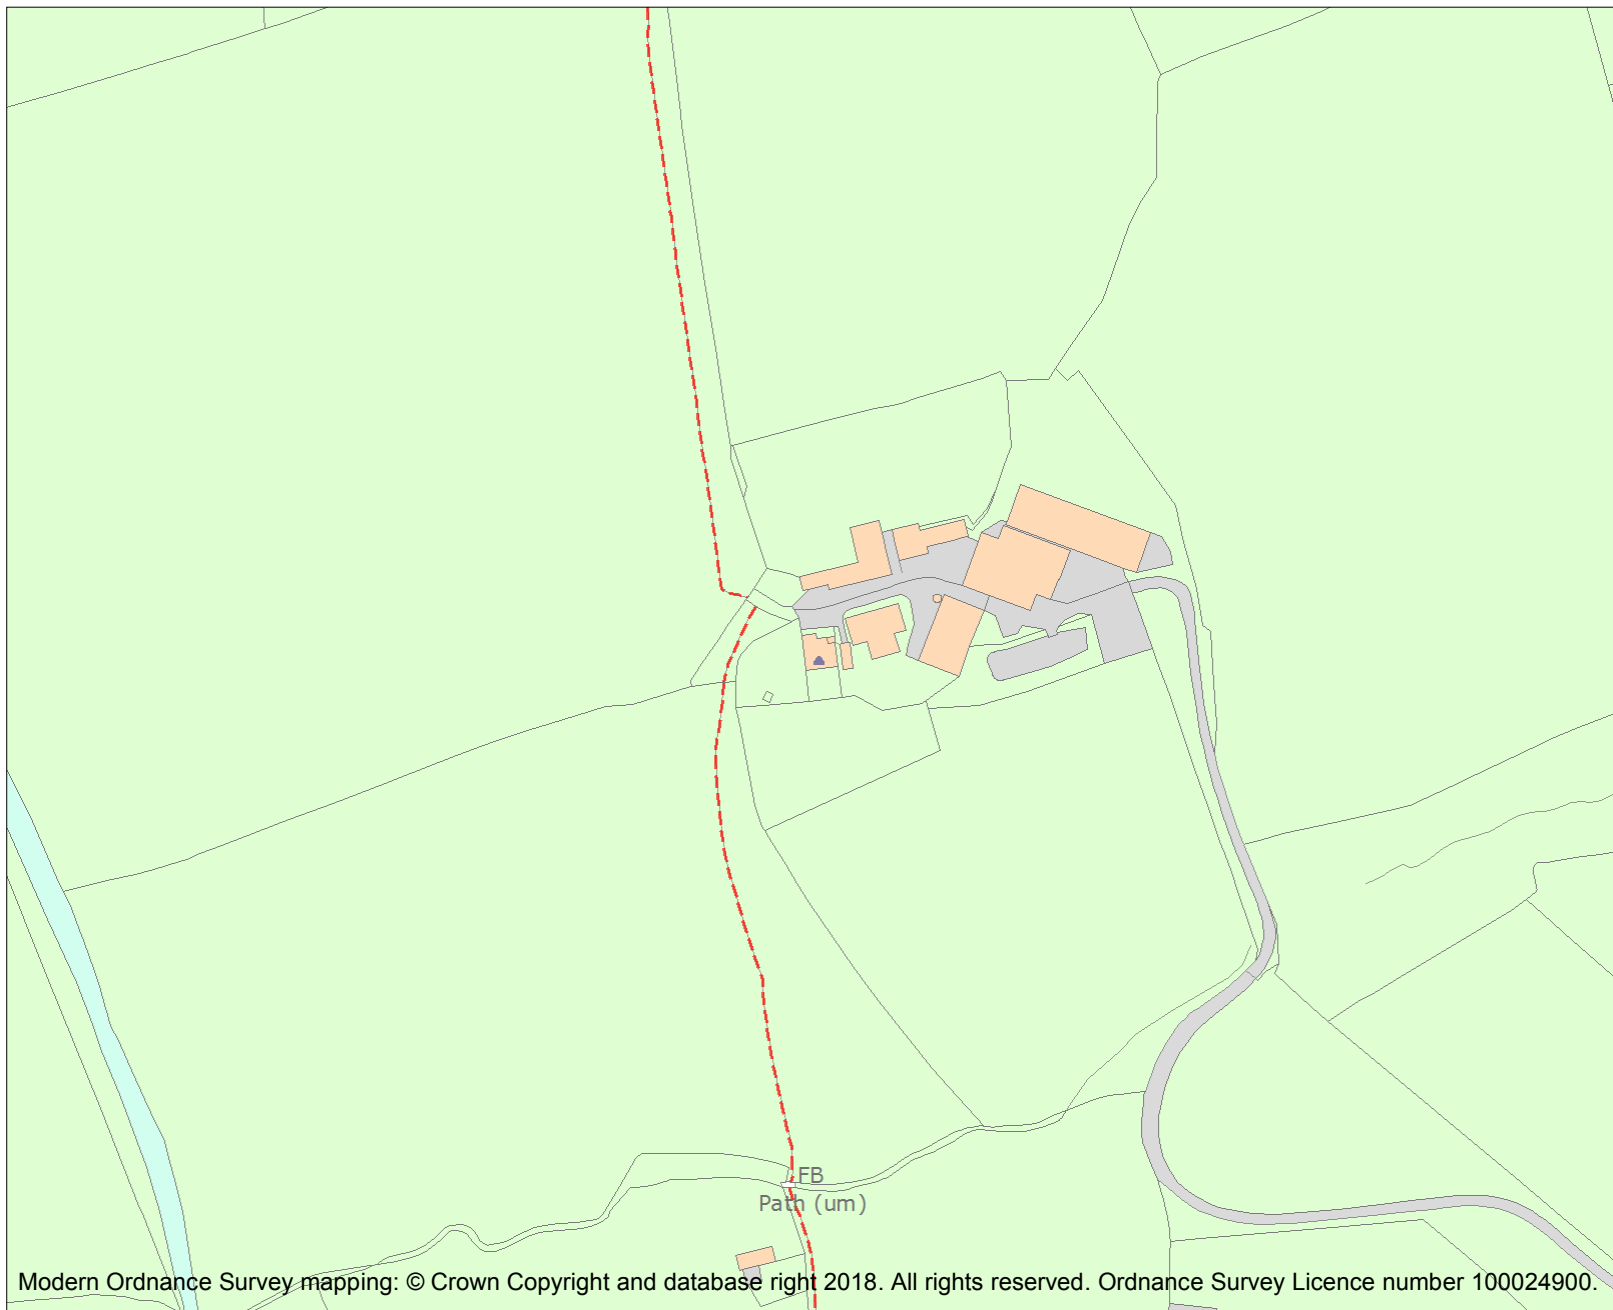 FB
Path (um)
Modern Ordnance Survey mapping: © Crown Copyright and database right 2018. All rights reserved. Ordnance Survey Licence number 100024900.